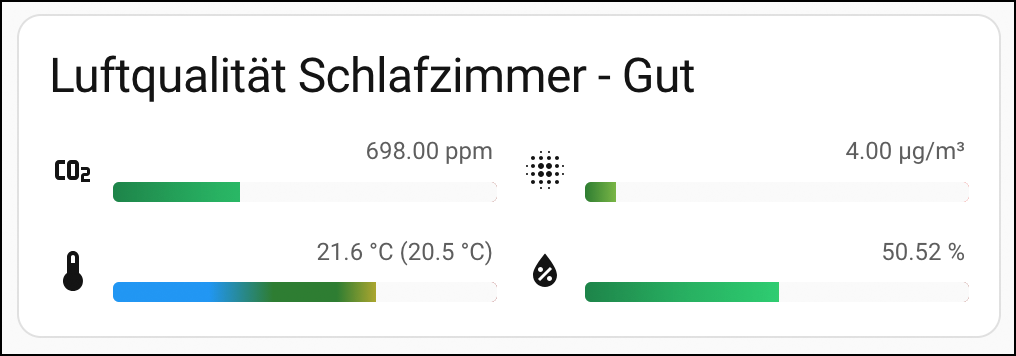 Luftqualität Schlafzimmer - Gut
CO2 698.00 ppm
4.00 µg/m³
21.6 °C (20.5 °C)
% 50.52 %